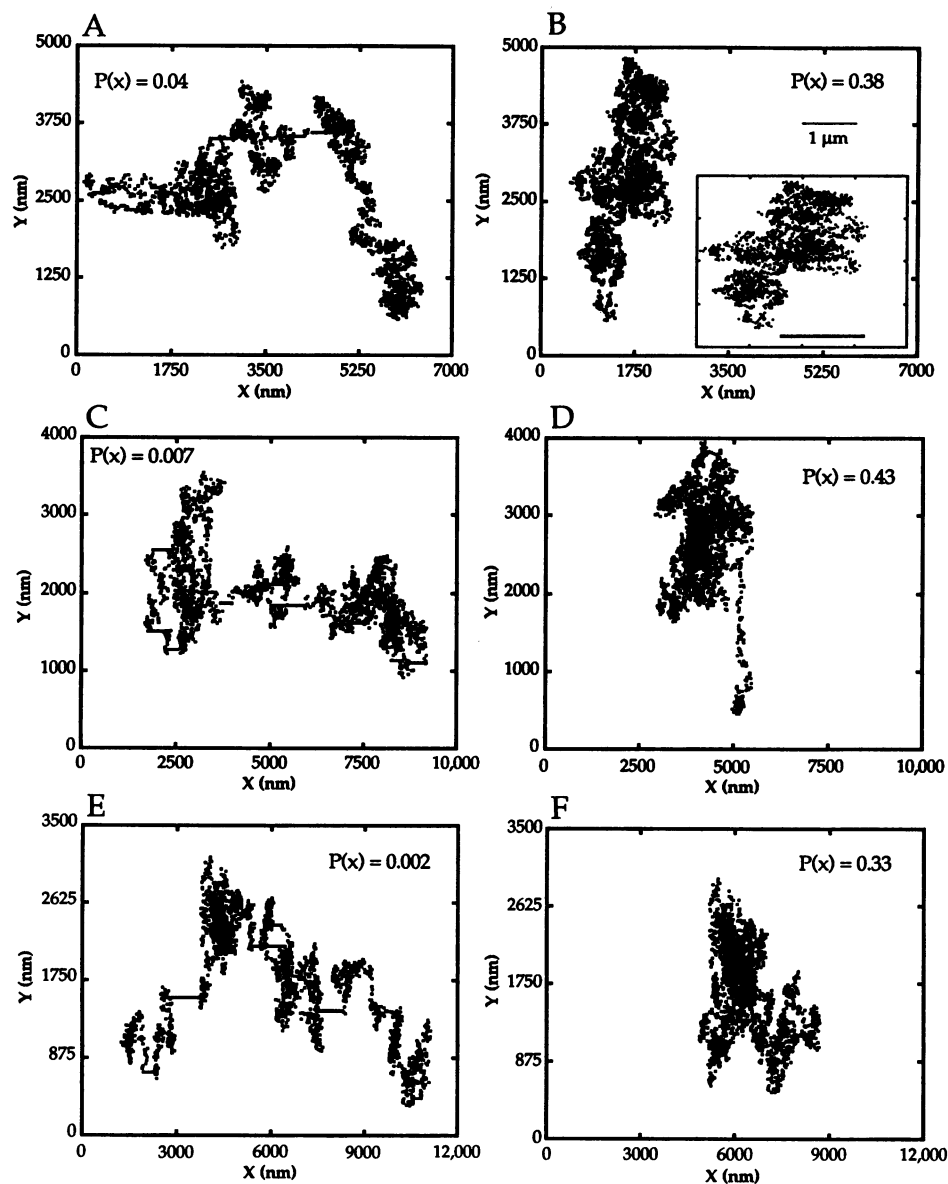 A
5000
3750
2500
1250
0
Y (nm)
P(x) = 0.04
0 1750 3500 5250 7000
X (nm)
B
5000
3750
2500
1250
0
Y (nm)
P(x) = 0.38
1 μm
0 1750 3500 5250 7000
X (nm)
C
4000
3000
2000
1000
0
Y (nm)
P(x) = 0.007
0 2500 5000 7500 10,000
X (nm)
D
4000
3000
2000
1000
0
Y (nm)
P(x) = 0.43
0 2500 5000 7500 10,000
X (nm)
E
3500
2625
1750
875
0
Y (nm)
P(x) = 0.002
0 3000 6000 9000 12,000
X (nm)
F
3500
2625
1750
875
0
Y (nm)
P(x) = 0.33
0 3000 6000 9000 12,000
X (nm)